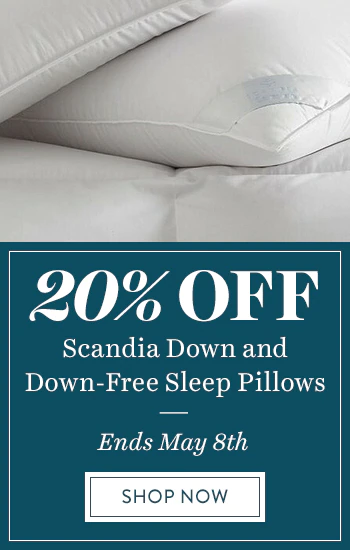 20% OFF
Scandia Down and
Down-Free Sleep Pillows
Ends May 8th
SHOP NOW